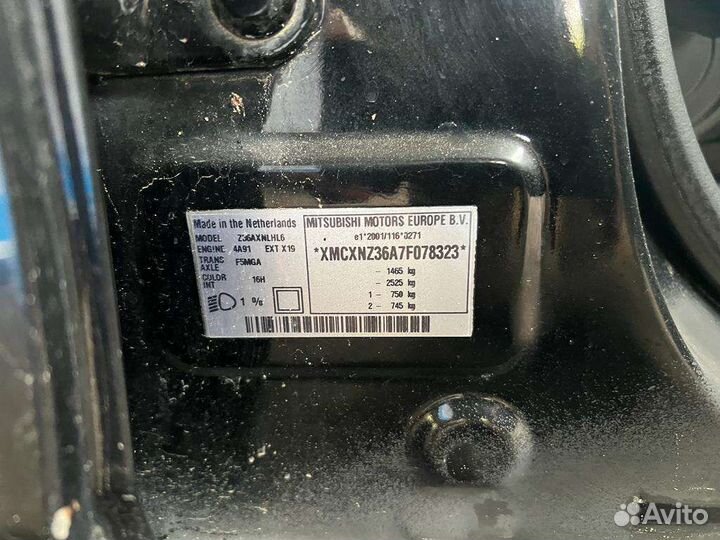 Made in the Netherlands
MODEL Z36AXNLHL6
ENGINE 4A91 EXT X19
TRANS AXLE F5MGA
COLOR INT 16H
1 %
MITSUBISHI MOTORS EUROPE B.V.
e1*2001/116*0271
*XMCXNZ36A7F078323*
- 1465 kg
- 2525 kg
1 - 750 kg
2 - 745 kg
Avito